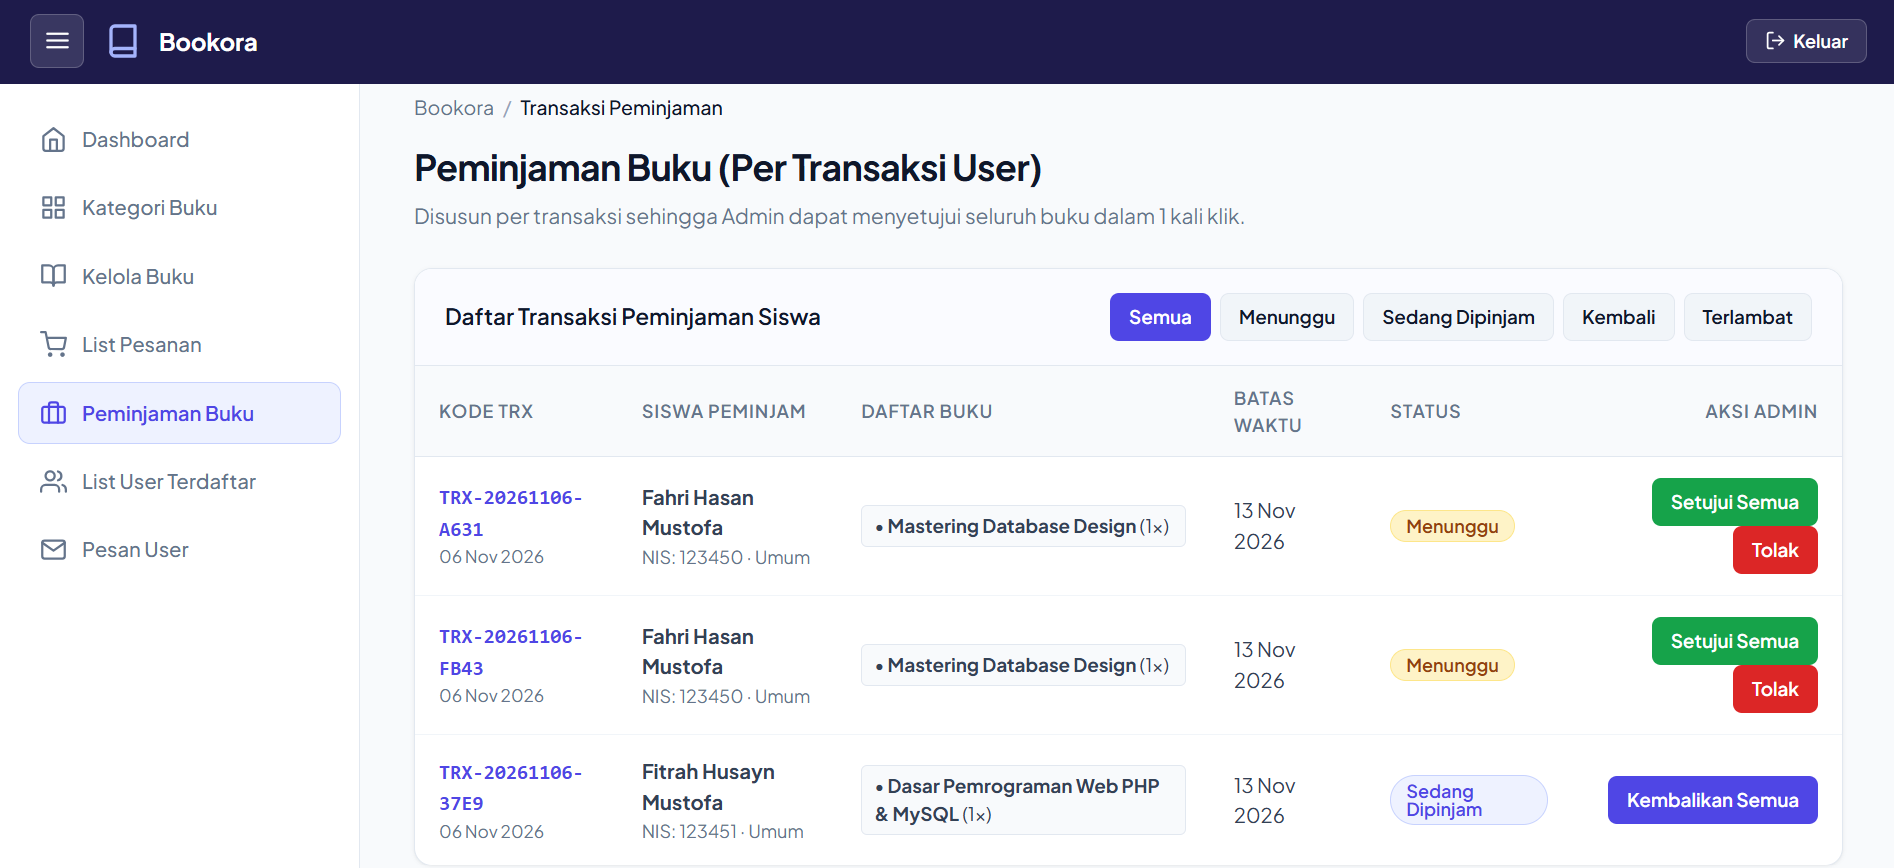 Bookora
Keluar
Dashboard
Kategori Buku
Kelola Buku
List Pesanan
Peminjaman Buku
List User Terdaftar
Pesan User
Bookora / Transaksi Peminjaman
Peminjaman Buku (Per Transaksi User)
Disusun per transaksi sehingga Admin dapat menyetujui seluruh buku dalam 1 kali klik.
Daftar Transaksi Peminjaman Siswa
Semua
Menunggu
Sedang Dipinjam
Kembali
Terlambat
KODE TRX
SISWA PEMINJAM
DAFTAR BUKU
BATAS
WAKTU
STATUS
AKSI ADMIN
TRX-20261106-
A631
06 Nov 2026
Fahri Hasan
Mustofa
NIS: 123450 · Umum
• Mastering Database Design (1×)
13 Nov
2026
Menunggu
Setujui Semua
Tolak
TRX-20261106-
FB43
06 Nov 2026
Fahri Hasan
Mustofa
NIS: 123450 · Umum
• Mastering Database Design (1×)
13 Nov
2026
Menunggu
Setujui Semua
Tolak
TRX-20261106-
37E9
06 Nov 2026
Fitrah Husayn
Mustofa
NIS: 123451 · Umum
• Dasar Pemrograman Web PHP
& MySQL (1×)
13 Nov
2026
Sedang
Dipinjam
Kembalikan Semua